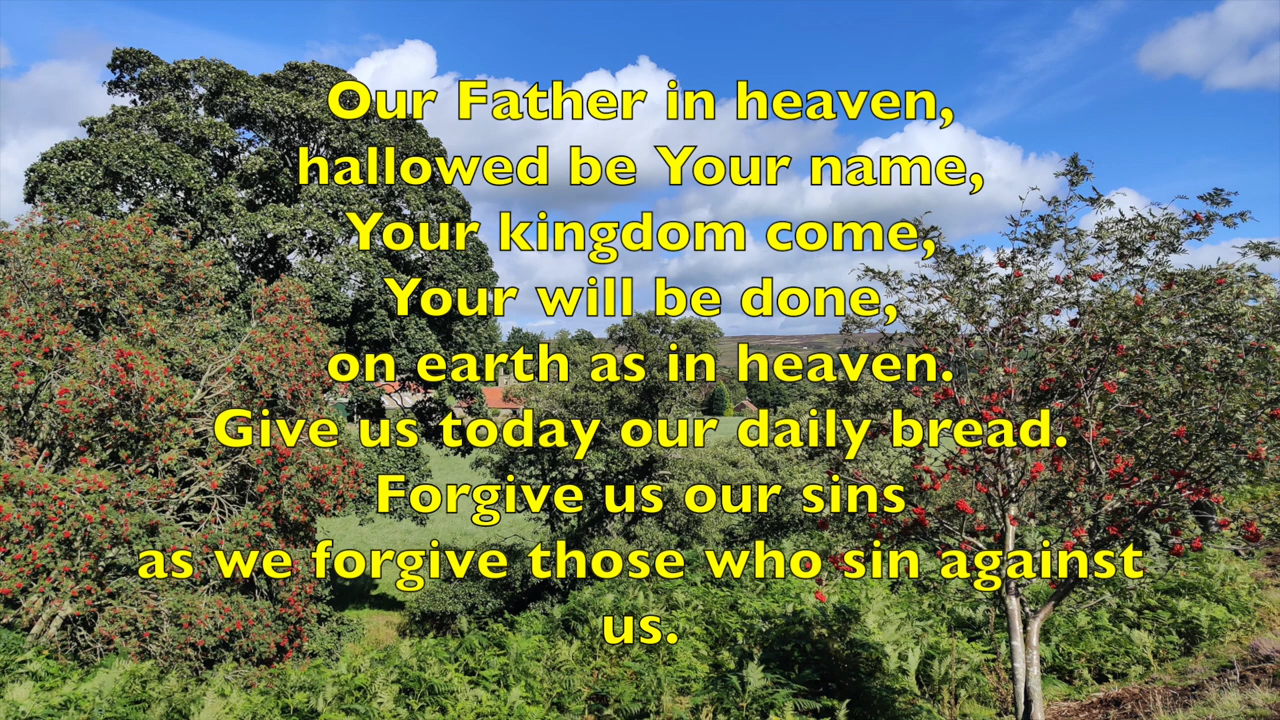 Our Father in heaven,
hallowed be Your name,
Your kingdom come,
Your will be done,
on earth as in heaven.
Give us today our daily bread.
Forgive us our sins
as we forgive those who sin against
us.